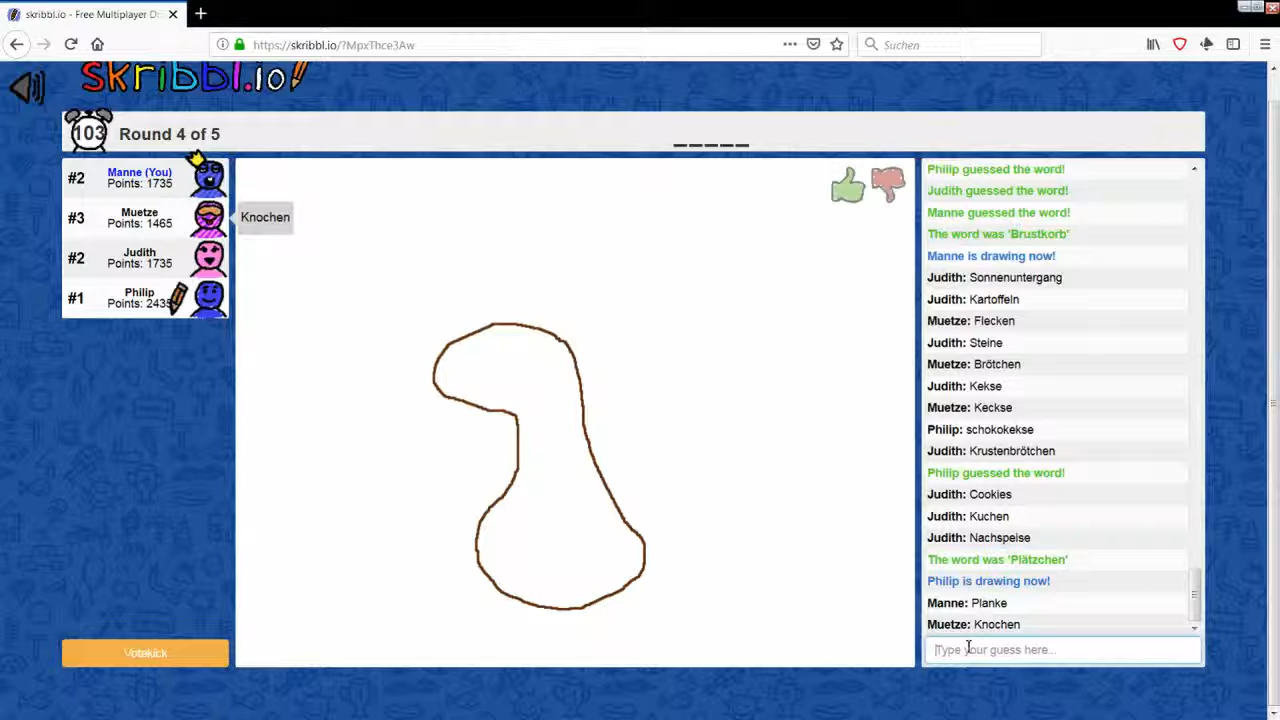 skribbl.io - Free Multiplayer Dr
https://skribbl.io/?MpxThce3Aw
Suchen
skribbl.io!
103
Round 4 of 5
_ _ _ _ _
#2
Manne (You)
Points: 1735
#3
Muetze
Points: 1465
Knochen
#2
Judith
Points: 1735
#1
Philip
Points: 2435
Votekick
Philip guessed the word!
Judith guessed the word!
Manne guessed the word!
The word was 'Brustkorb'
Manne is drawing now!
Judith: Sonnenuntergang
Judith: Kartoffeln
Muetze: Flecken
Judith: Steine
Muetze: Brötchen
Judith: Kekse
Muetze: Keckse
Philip: schokokekse
Judith: Krustenbrötchen
Philip guessed the word!
Judith: Cookies
Judith: Kuchen
Judith: Nachspeise
The word was 'Plätzchen'
Philip is drawing now!
Manne: Planke
Muetze: Knochen
Type your guess here...